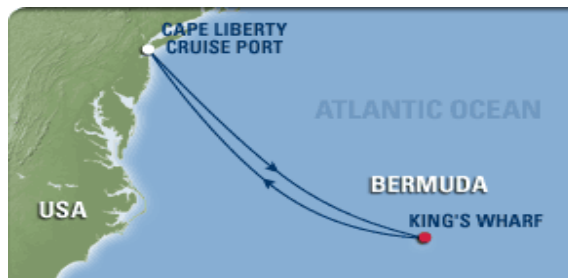 CAPE LIBERTY
CRUISE PORT
ATLANTIC OCEAN
BERMUDA
USA
KING'S WHARF